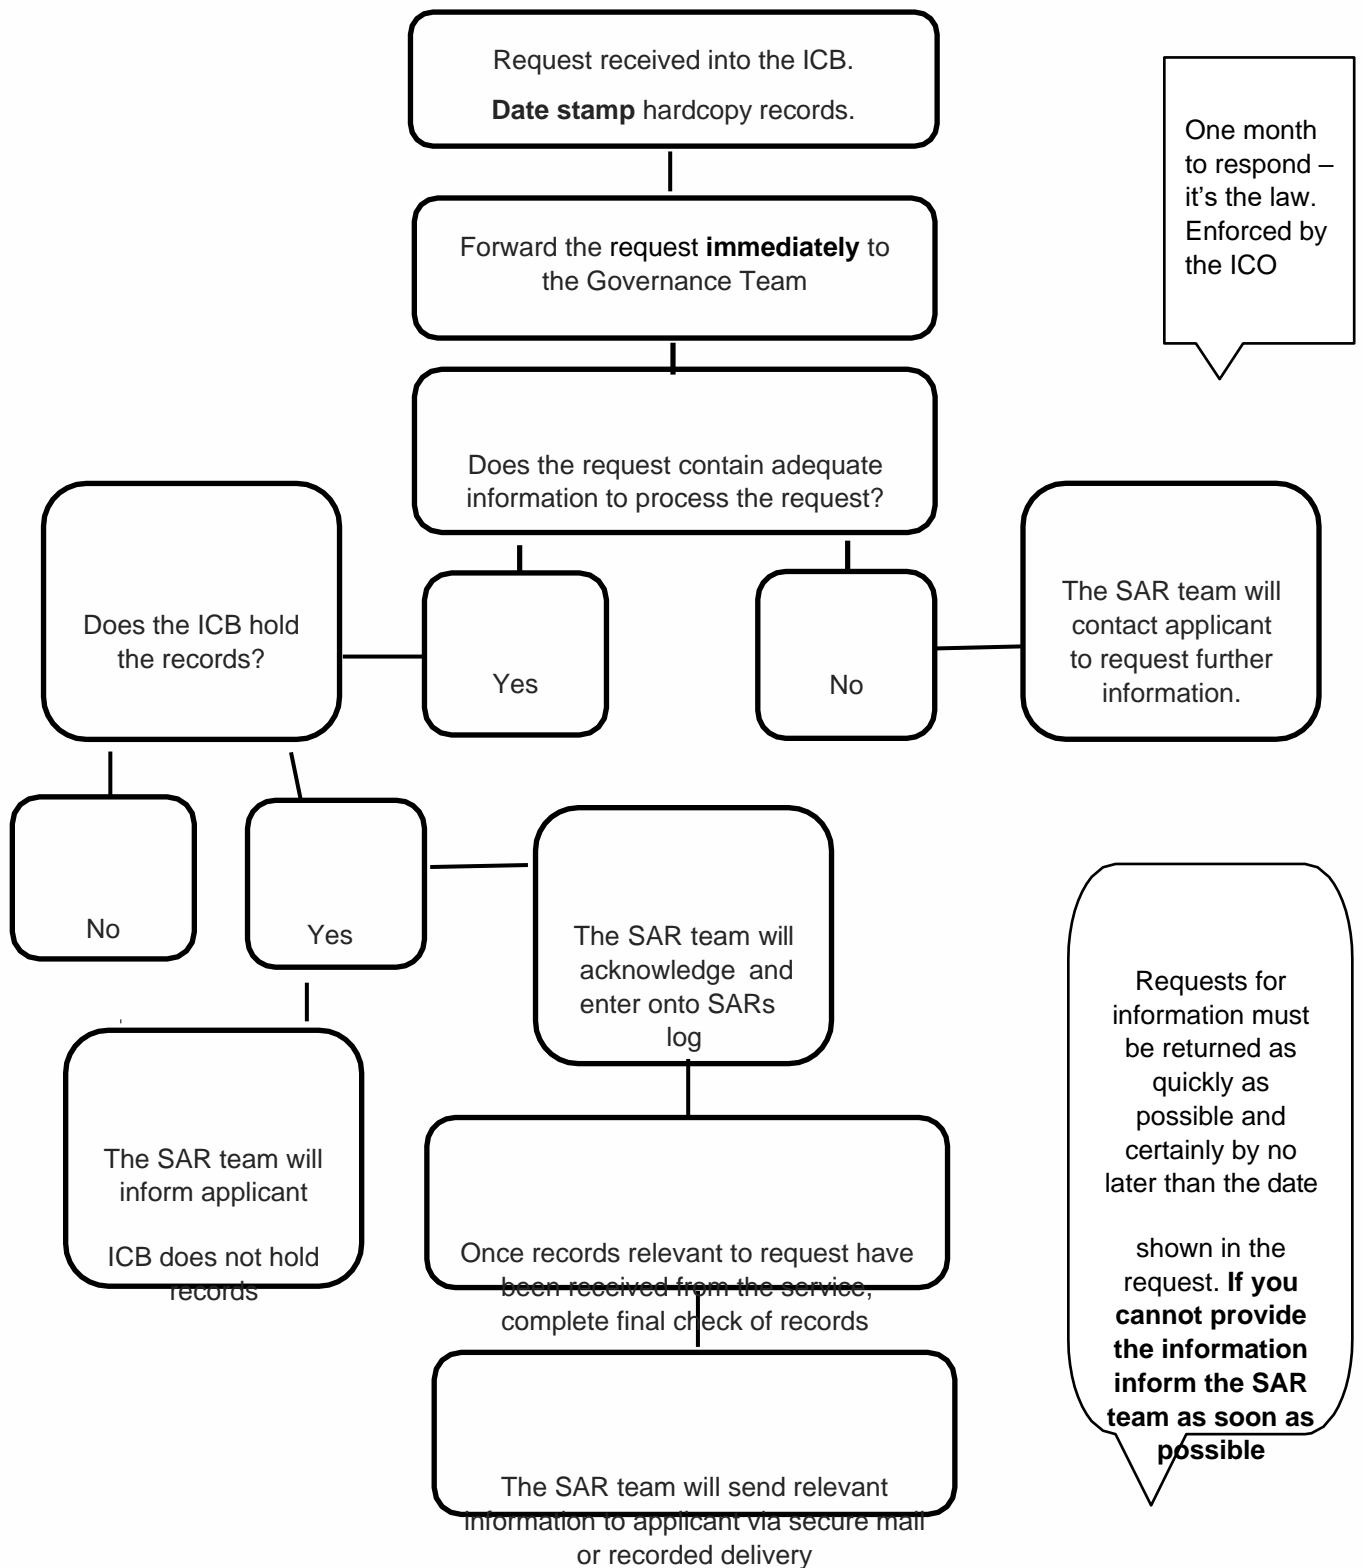 Request received into the ICB.
Date stamp hardcopy records.
One month
to respond –
it's the law.
Enforced by
the ICO
Forward the request immediately to
the Governance Team
Does the request contain adequate
information to process the request?
Does the ICB hold
the records?
Yes
No
The SAR team will
contact applicant
to request further
information.
No
Yes
The SAR team will
acknowledge and
enter onto SARs
log
Requests for
information must
be returned as
quickly as
possible and
certainly by no
later than the date
shown in the
request. If you
cannot provide
the information
inform the SAR
team as soon as
possible
The SAR team will
inform applicant
ICB does not hold
records
Once records relevant to request have
been received from the service,
complete final check of records
The SAR team will send relevant
information to applicant via secure mail
or recorded delivery